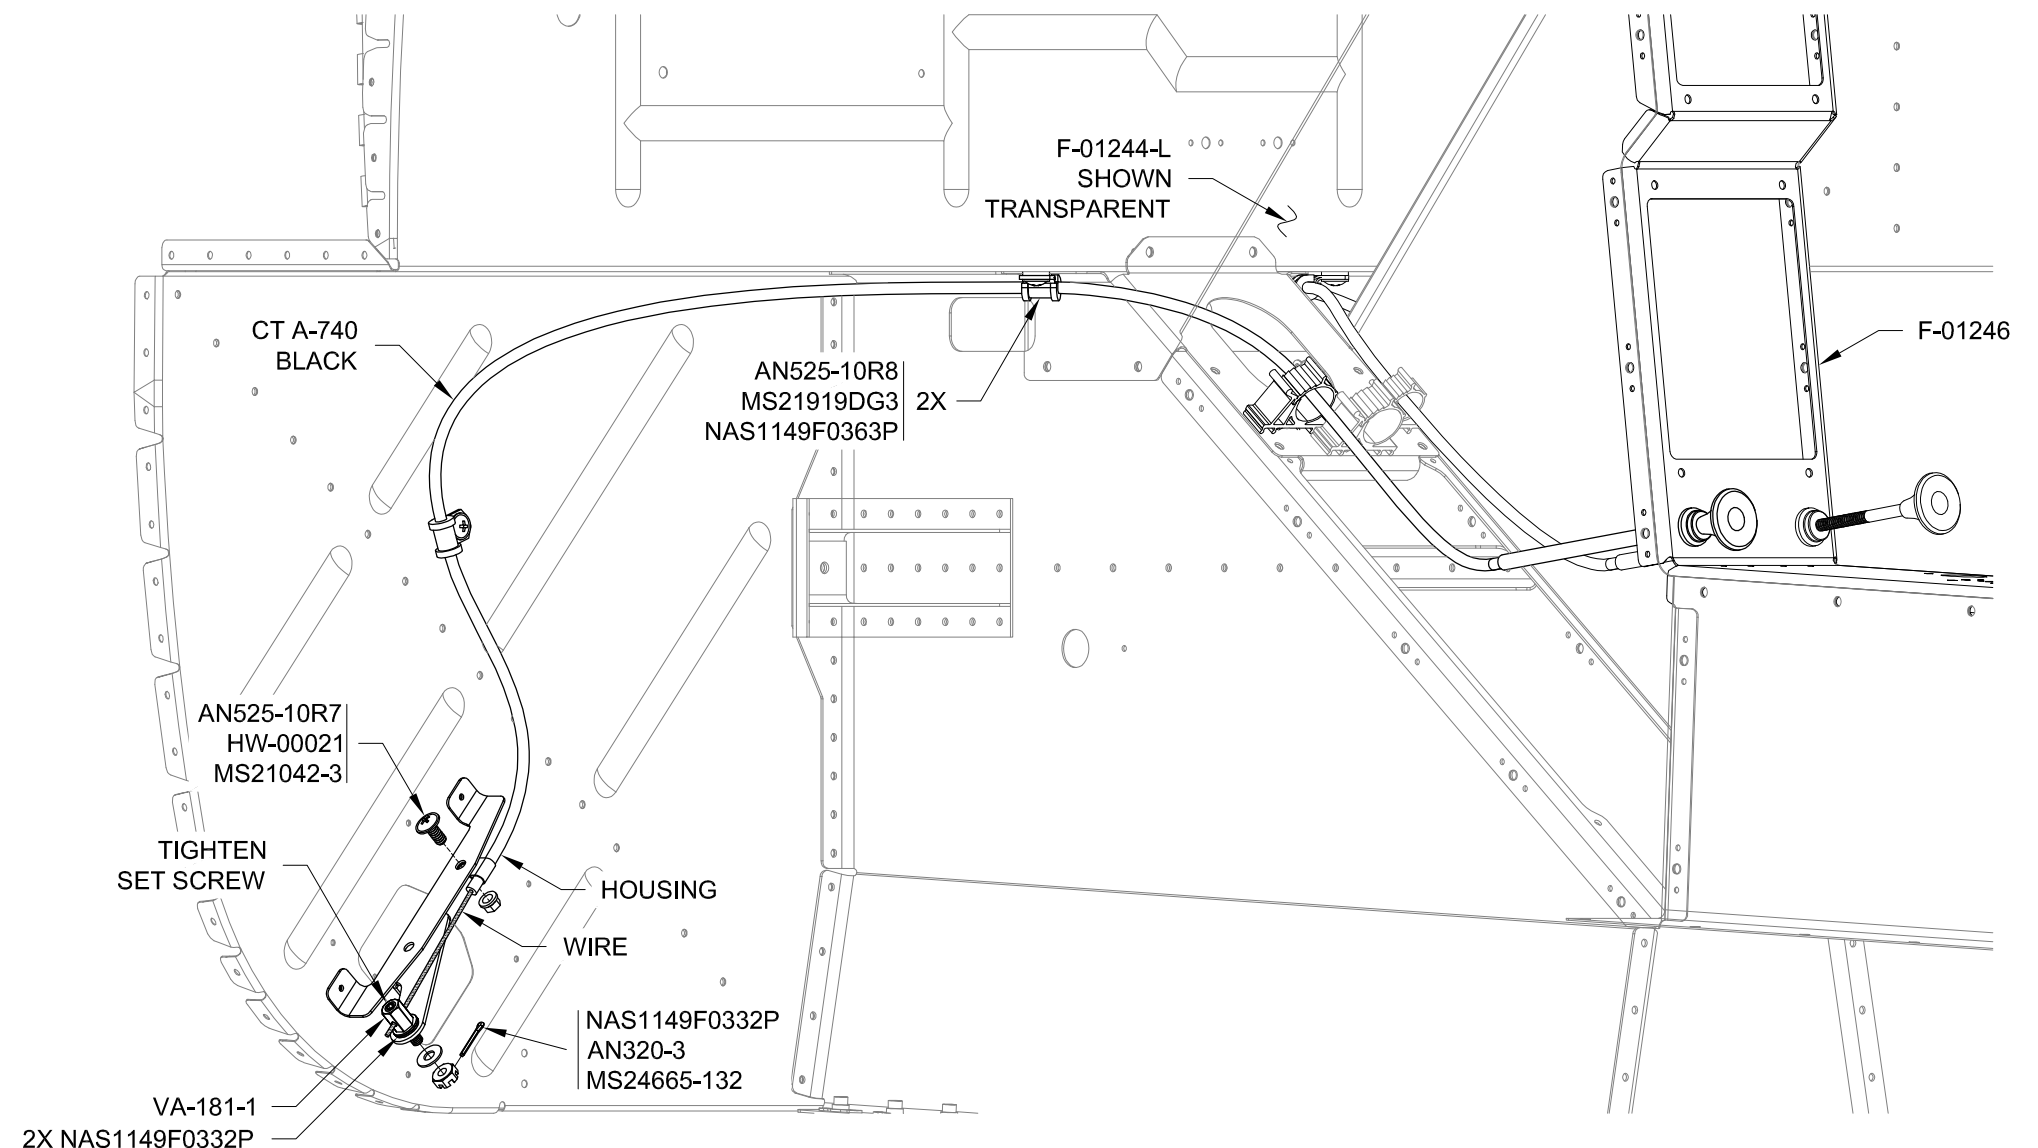 F-01244-L
SHOWN
TRANSPARENT
CT A-740
BLACK
F-01246
AN525-10R8
MS21919DG3
NAS1149F0363P
2X
AN525-10R7
HW-00021
MS21042-3
TIGHTEN
SET SCREW
HOUSING
WIRE
NAS1149F0332P
AN320-3
MS24665-132
VA-181-1
2X NAS1149F0332P